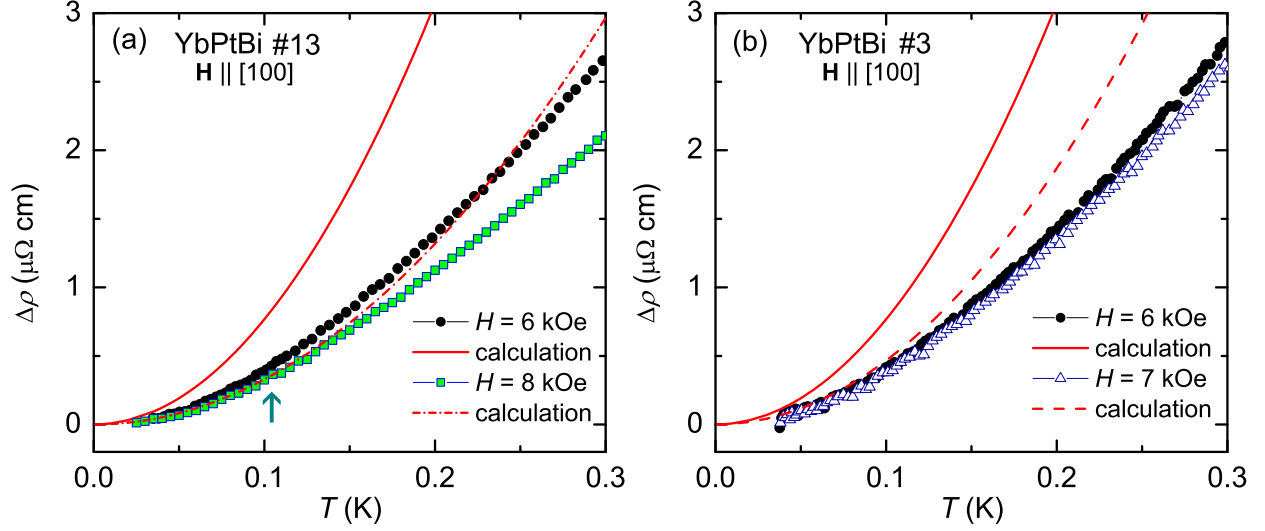 (a)
YbPtBi #13
H || [100]
H = 6 kOe
calculation
H = 8 kOe
calculation
3
2
1
0
Δρ (μΩ cm)
0.0 0.1 0.2 0.3
T (K)
(b)
YbPtBi #3
H || [100]
H = 6 kOe
calculation
H = 7 kOe
calculation
3
2
1
0
Δρ (μΩ cm)
0.0 0.1 0.2 0.3
T (K)